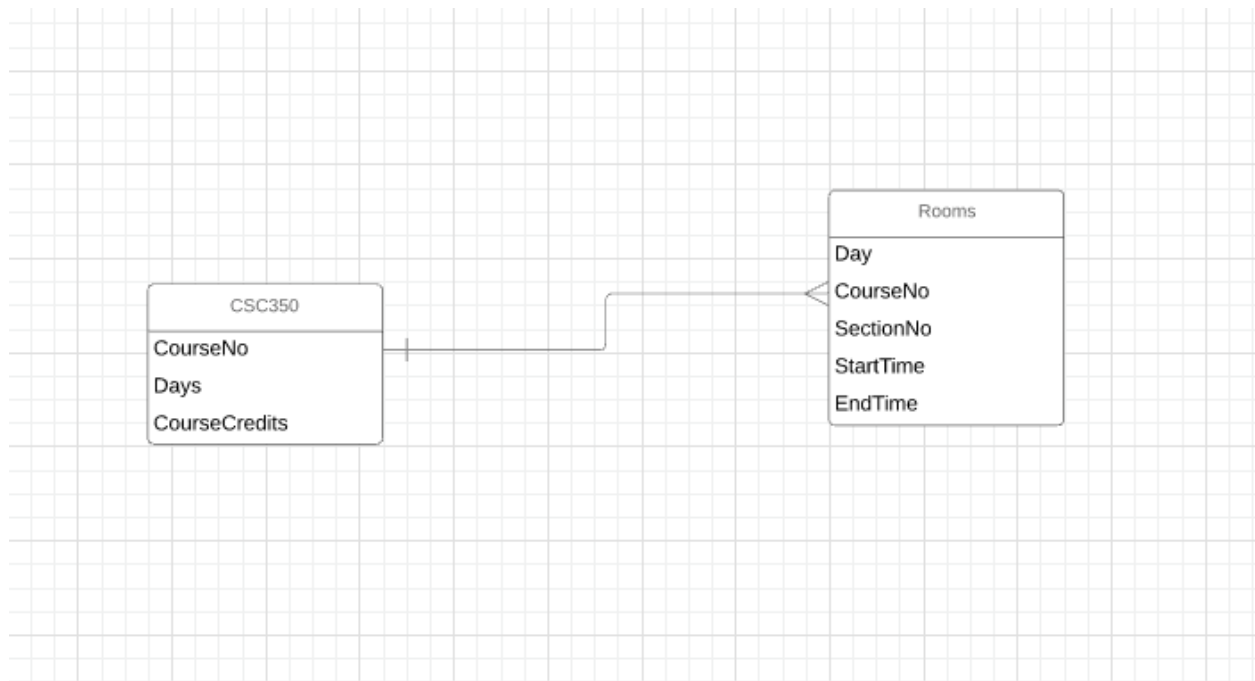 CSC350
CourseNo
Days
CourseCredits
Rooms
Day
CourseNo
SectionNo
StartTime
EndTime